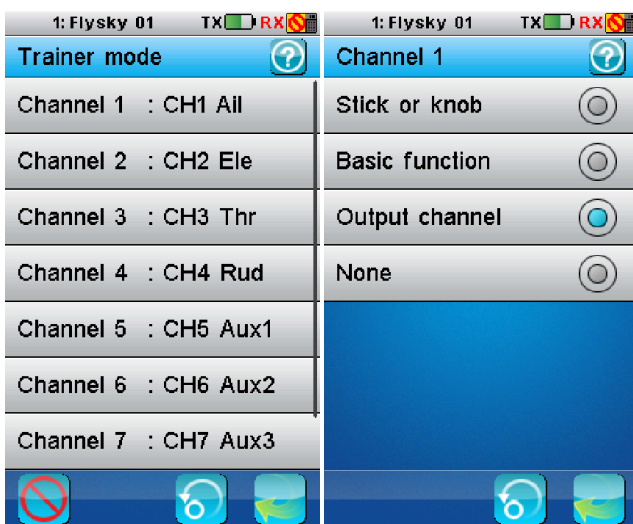 1: Flysky 01 TX RX
Trainer mode ?
Channel 1 : CH1 Ail
Channel 2 : CH2 Ele
Channel 3 : CH3 Thr
Channel 4 : CH4 Rud
Channel 5 : CH5 Aux1
Channel 6 : CH6 Aux2
Channel 7 : CH7 Aux3
1: Flysky 01 TX RX
Channel 1 ?
Stick or knob
Basic function
Output channel
None